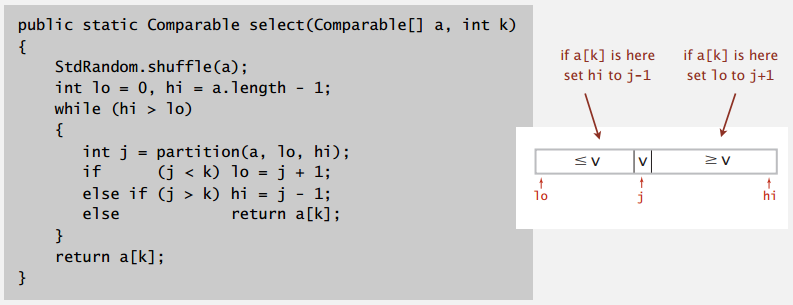 public static Comparable select(Comparable[] a, int k)
{
    StdRandom.shuffle(a);
    int lo = 0, hi = a.length - 1;
    while (hi > lo)
    {
       int j = partition(a, lo, hi);
       if      (j < k) lo = j + 1;
       else if (j > k) hi = j - 1;
       else            return a[k];
    }
    return a[k];
}
if a[k] is here
set hi to j-1
if a[k] is here
set lo to j+1
≤ v
v
≥ v
lo
j
hi